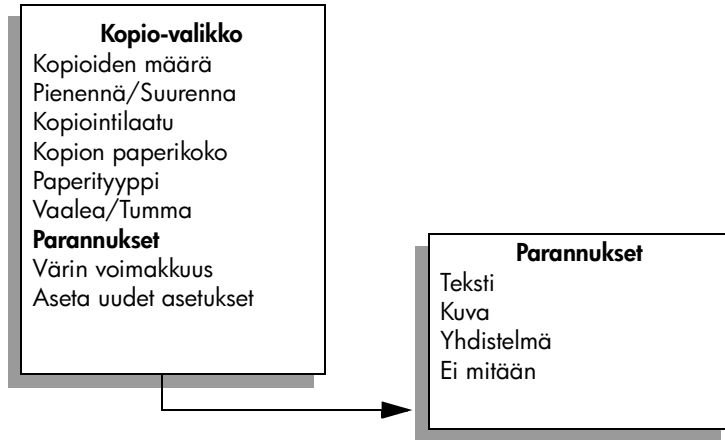 Kopio-valikko
Kopioiden määrä
Pienennä/Suurenna
Kopiointilaatu
Kopion paperikoko
Paperityyppi
Vaalea/Tumma
Parannukset
Värin voimakkuus
Aseta uudet asetukset
Parannukset
Teksti
Kuva
Yhdistelmä
Ei mitään